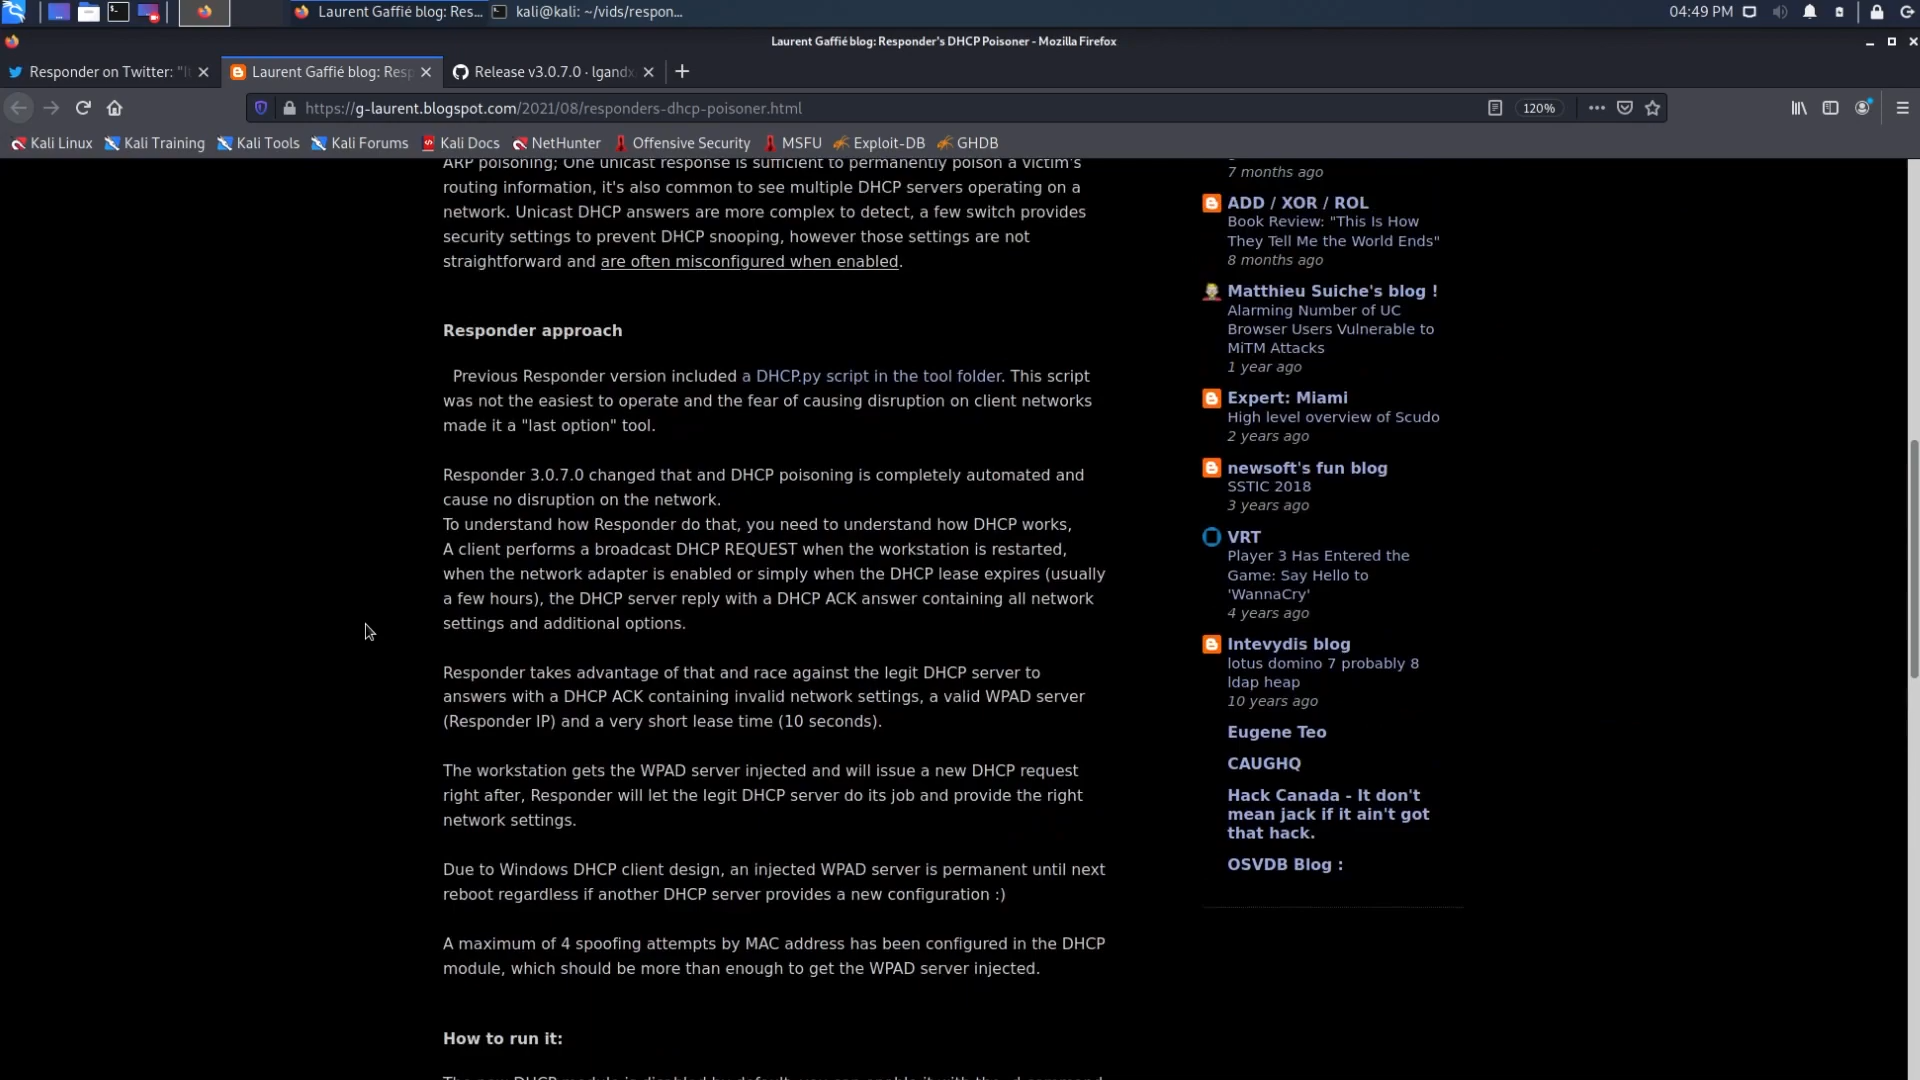 Laurent Gaffié blog: Res...
kali@kali: ~/vids/respon...
04:49 PM
Laurent Gaffié blog: Responder's DHCP Poisoner - Mozilla Firefox
Responder on Twitter: "It
Laurent Gaffié blog: Resp
Release v3.0.7.0 · lgandx
https://g-laurent.blogspot.com/2021/08/responders-dhcp-poisoner.html
120%
Kali Linux
Kali Training
Kali Tools
Kali Forums
Kali Docs
NetHunter
Offensive Security
MSFU
Exploit-DB
GHDB
ARP poisoning; One unicast response is sufficient to permanently poison a victim's
routing information, it's also common to see multiple DHCP servers operating on a
network. Unicast DHCP answers are more complex to detect, a few switch provides
security settings to prevent DHCP snooping, however those settings are not
straightforward and are often misconfigured when enabled.
Responder approach
Previous Responder version included a DHCP.py script in the tool folder. This script
was not the easiest to operate and the fear of causing disruption on client networks
made it a "last option" tool.
Responder 3.0.7.0 changed that and DHCP poisoning is completely automated and
cause no disruption on the network.
To understand how Responder do that, you need to understand how DHCP works,
A client performs a broadcast DHCP REQUEST when the workstation is restarted,
when the network adapter is enabled or simply when the DHCP lease expires (usually
a few hours), the DHCP server reply with a DHCP ACK answer containing all network
settings and additional options.
Responder takes advantage of that and race against the legit DHCP server to
answers with a DHCP ACK containing invalid network settings, a valid WPAD server
(Responder IP) and a very short lease time (10 seconds).
The workstation gets the WPAD server injected and will issue a new DHCP request
right after, Responder will let the legit DHCP server do its job and provide the right
network settings.
Due to Windows DHCP client design, an injected WPAD server is permanent until next
reboot regardless if another DHCP server provides a new configuration :)
A maximum of 4 spoofing attempts by MAC address has been configured in the DHCP
module, which should be more than enough to get the WPAD server injected.
How to run it:
The new DHCP module is disabled by default, you can enable it with the -d command
7 months ago
ADD / XOR / ROL
Book Review: "This Is How
They Tell Me the World Ends"
8 months ago
Matthieu Suiche's blog !
Alarming Number of UC
Browser Users Vulnerable to
MiTM Attacks
1 year ago
Expert: Miami
High level overview of Scudo
2 years ago
newsoft's fun blog
SSTIC 2018
3 years ago
VRT
Player 3 Has Entered the
Game: Say Hello to
'WannaCry'
4 years ago
Intevydis blog
lotus domino 7 probably 8
ldap heap
10 years ago
Eugene Teo
CAUGHQ
Hack Canada - It don't
mean jack if it ain't got
that hack.
OSVDB Blog :